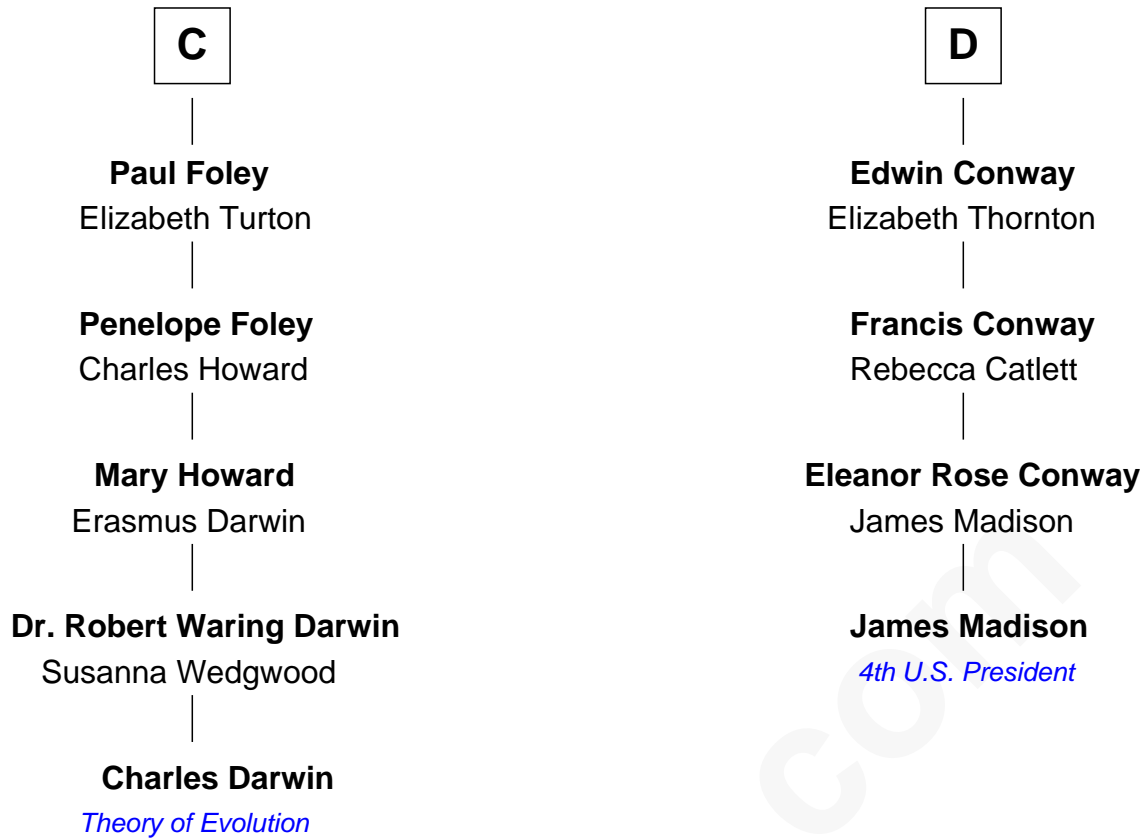 C
Paul Foley
Elizabeth Turton
Penelope Foley
Charles Howard
Mary Howard
Erasmus Darwin
Dr. Robert Waring Darwin
Susanna Wedgwood
Charles Darwin
Theory of Evolution
D
Edwin Conway
Elizabeth Thornton
Francis Conway
Rebecca Catlett
Eleanor Rose Conway
James Madison
James Madison
4th U.S. President
com